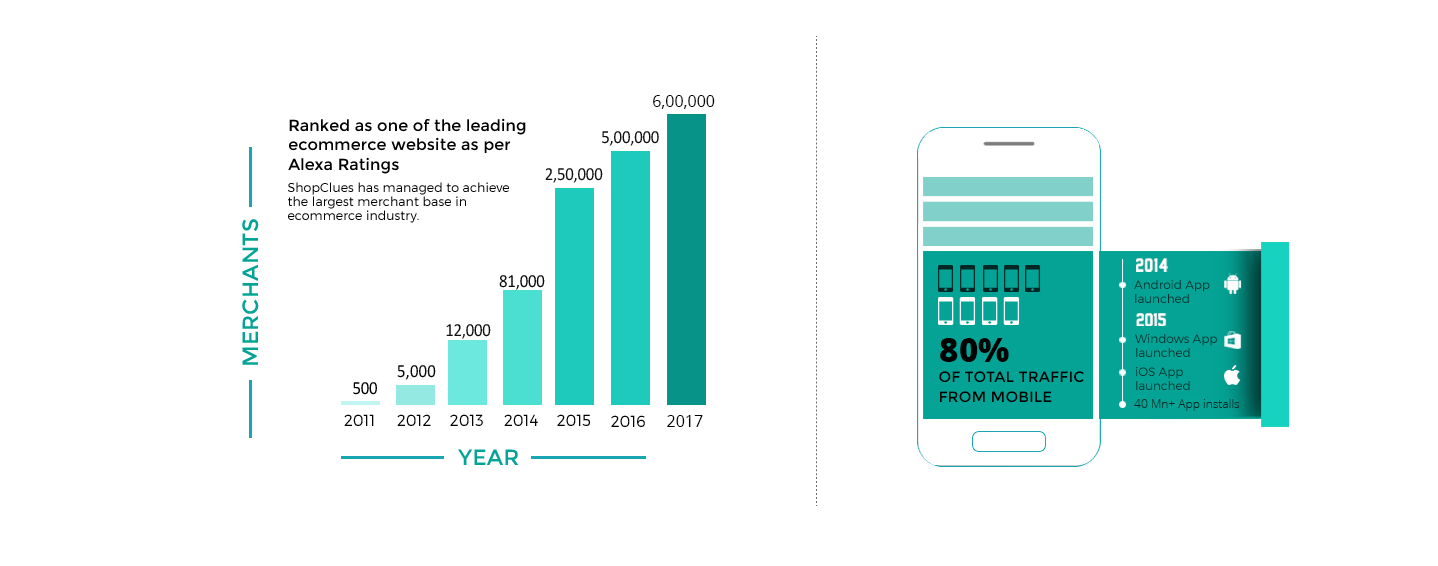 Ranked as one of the leading
ecommerce website as per
Alexa Ratings
ShopClues has managed to achieve
the largest merchant base in
ecommerce industry.
MERCHANTS
500
5,000
12,000
81,000
2,50,000
5,00,000
6,00,000
2011 2012 2013 2014 2015 2016 2017
YEAR
80%
OF TOTAL TRAFFIC
FROM MOBILE
2014
Android App
launched
2015
Windows App
launched
iOS App
launched
40 Mn+ App installs